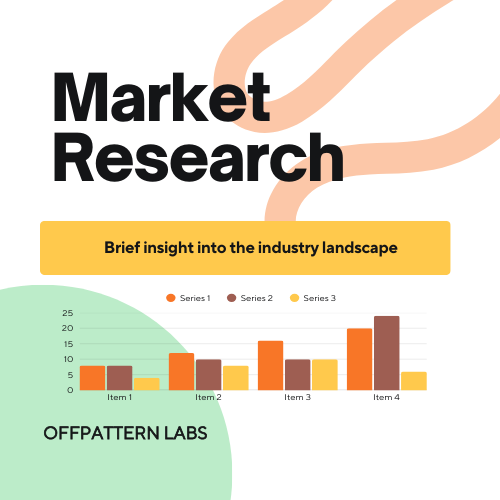 Market
Research
Brief insight into the industry landscape
Series 1 Series 2 Series 3
25
20
15
10
5
0
Item 1 Item 2 Item 3 Item 4
OFFPATTERN LABS